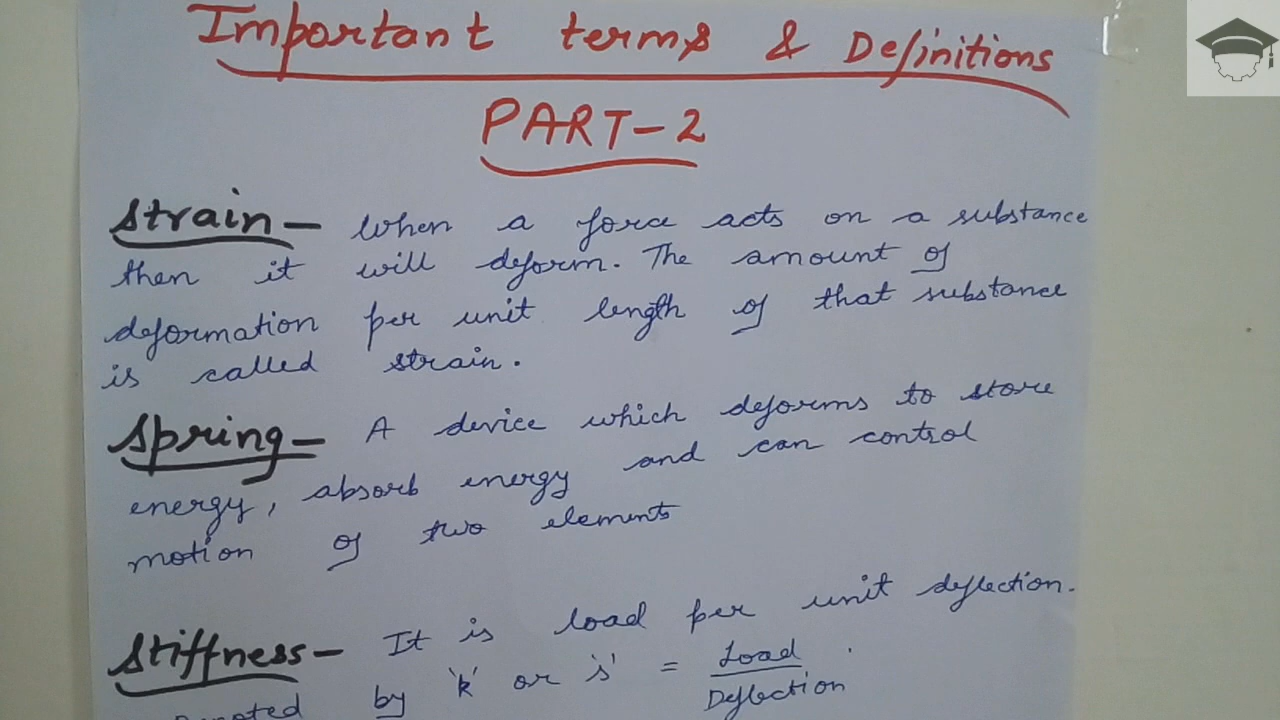 Important terms & Definitions
PART-2
Strain- When a force acts on a substance
then it will deform. The amount of
deformation per unit length of that substance
is called strain.
Spring- A device which deforms to store
energy, absorb energy and can control
motion of two elements
Stiffness- It is load per unit deflection.
Denoted by 'k' or 's' = Load
Deflection